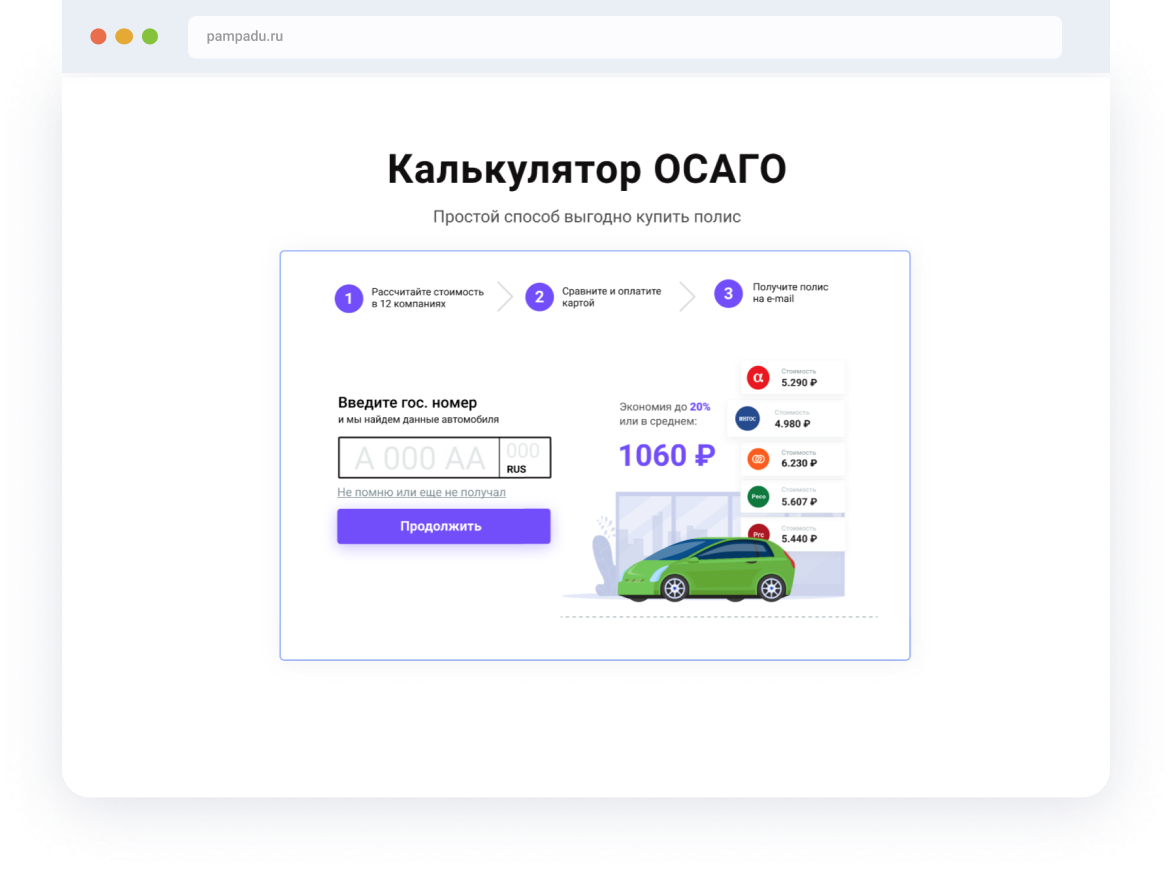 pampadu.ru
Калькулятор ОСАГО
Простой способ выгодно купить полис
1
Рассчитайте стоимость
в 12 компаниях
2
Сравните и оплатите
картой
3
Получите полис
на e-mail
Введите гос. номер
и мы найдем данные автомобиля
A 000 AA
000
RUS
Не помню или еще не получал
Продолжить
Экономия до 20%
или в среднем:
1060 ₽
α
Стоимость
5.290 ₽
ИНГОС
Стоимость
4.980 ₽
Стоимость
6.230 ₽
Ресо
Стоимость
5.607 ₽
Ргс
Стоимость
5.440 ₽